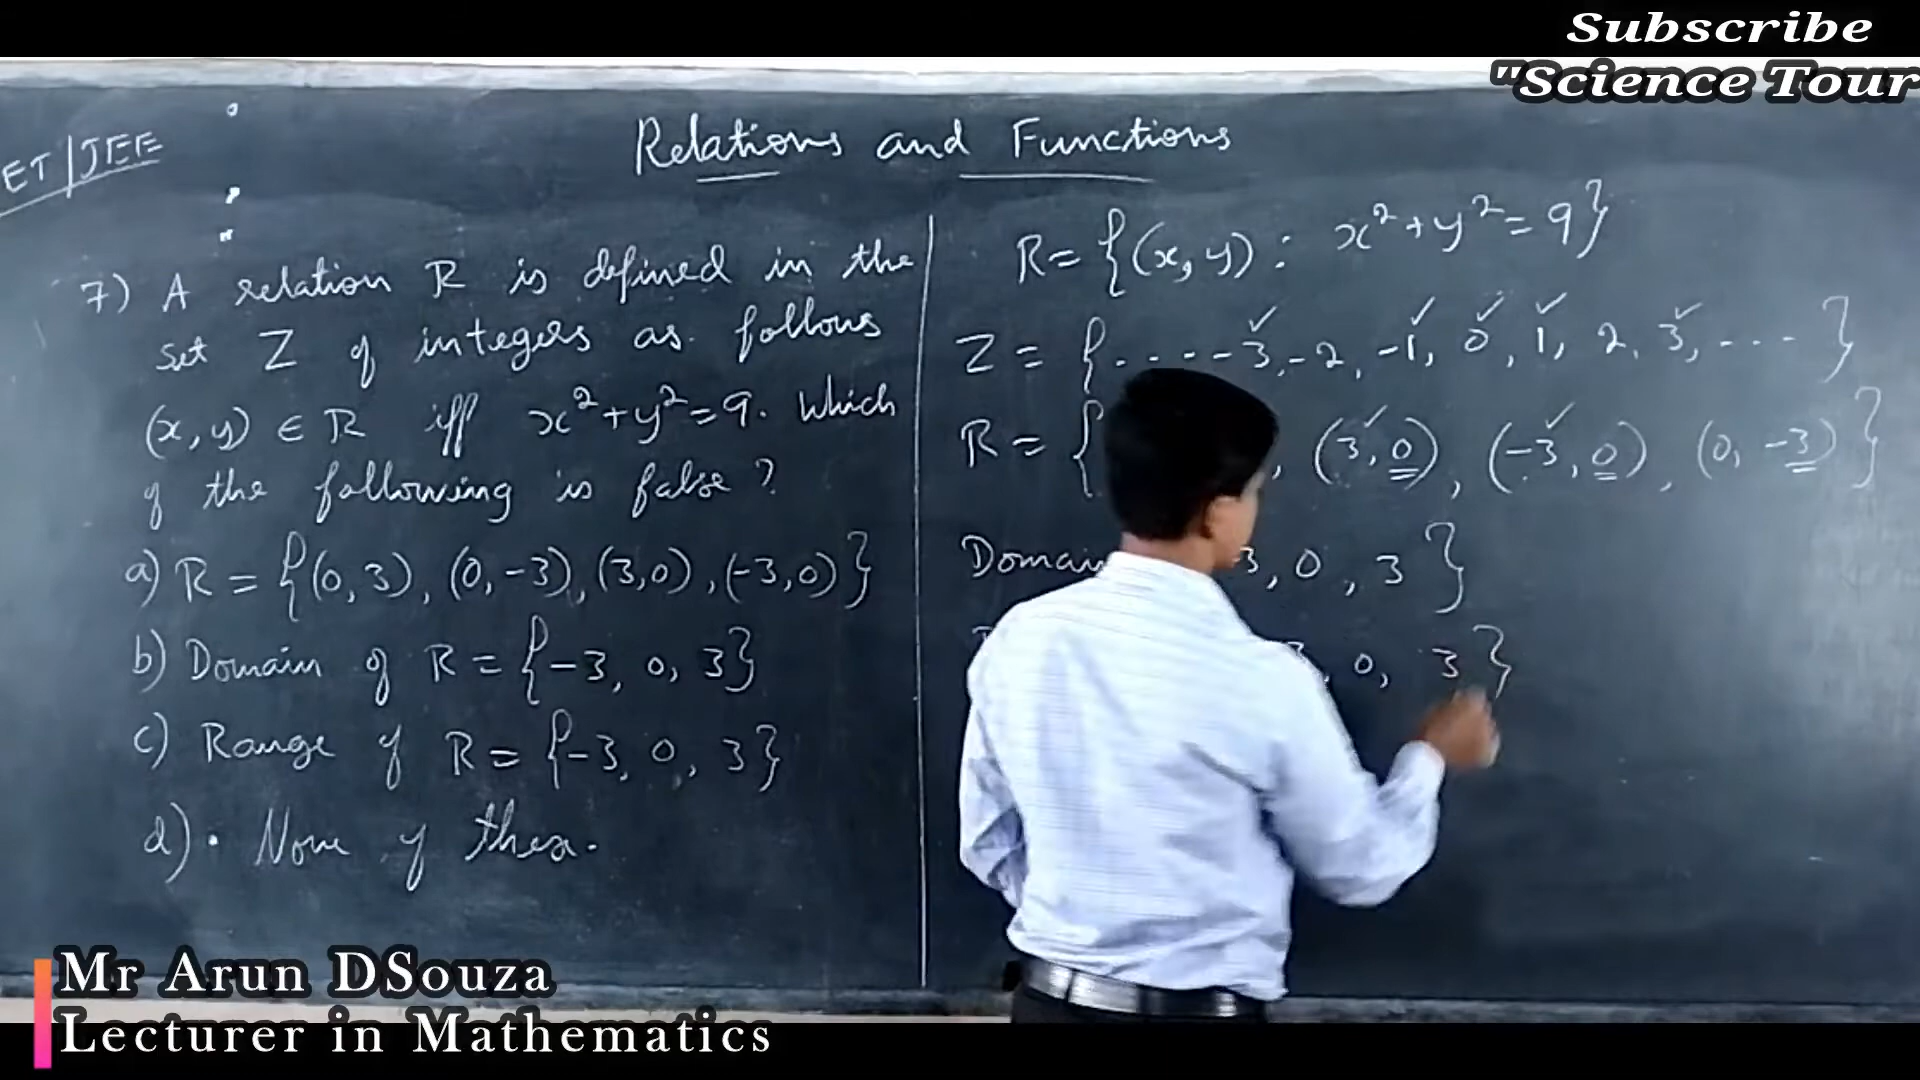 Subscribe
"Science Tour
ET/JEE
Relations and Functions
7) A relation R is defined in the
set Z of integers as follows
(x, y) ∈ R iff x²+y²=9. Which
of the following is false?
a) R = {(0, 3), (0, -3), (3,0), (-3,0)}
b) Domain of R = {-3, 0, 3}
c) Range of R = {-3, 0, 3}
d). None of these.
R = {(x, y) : x²+y²=9}
Z = {.... -3, -2, -1, 0, 1, 2, 3, ... }
R = { , (3, 0), (-3, 0), (0, -3)}
Domain 3, 0, 3}
3, 0, 3}
Mr Arun DSouza
Lecturer in Mathematics